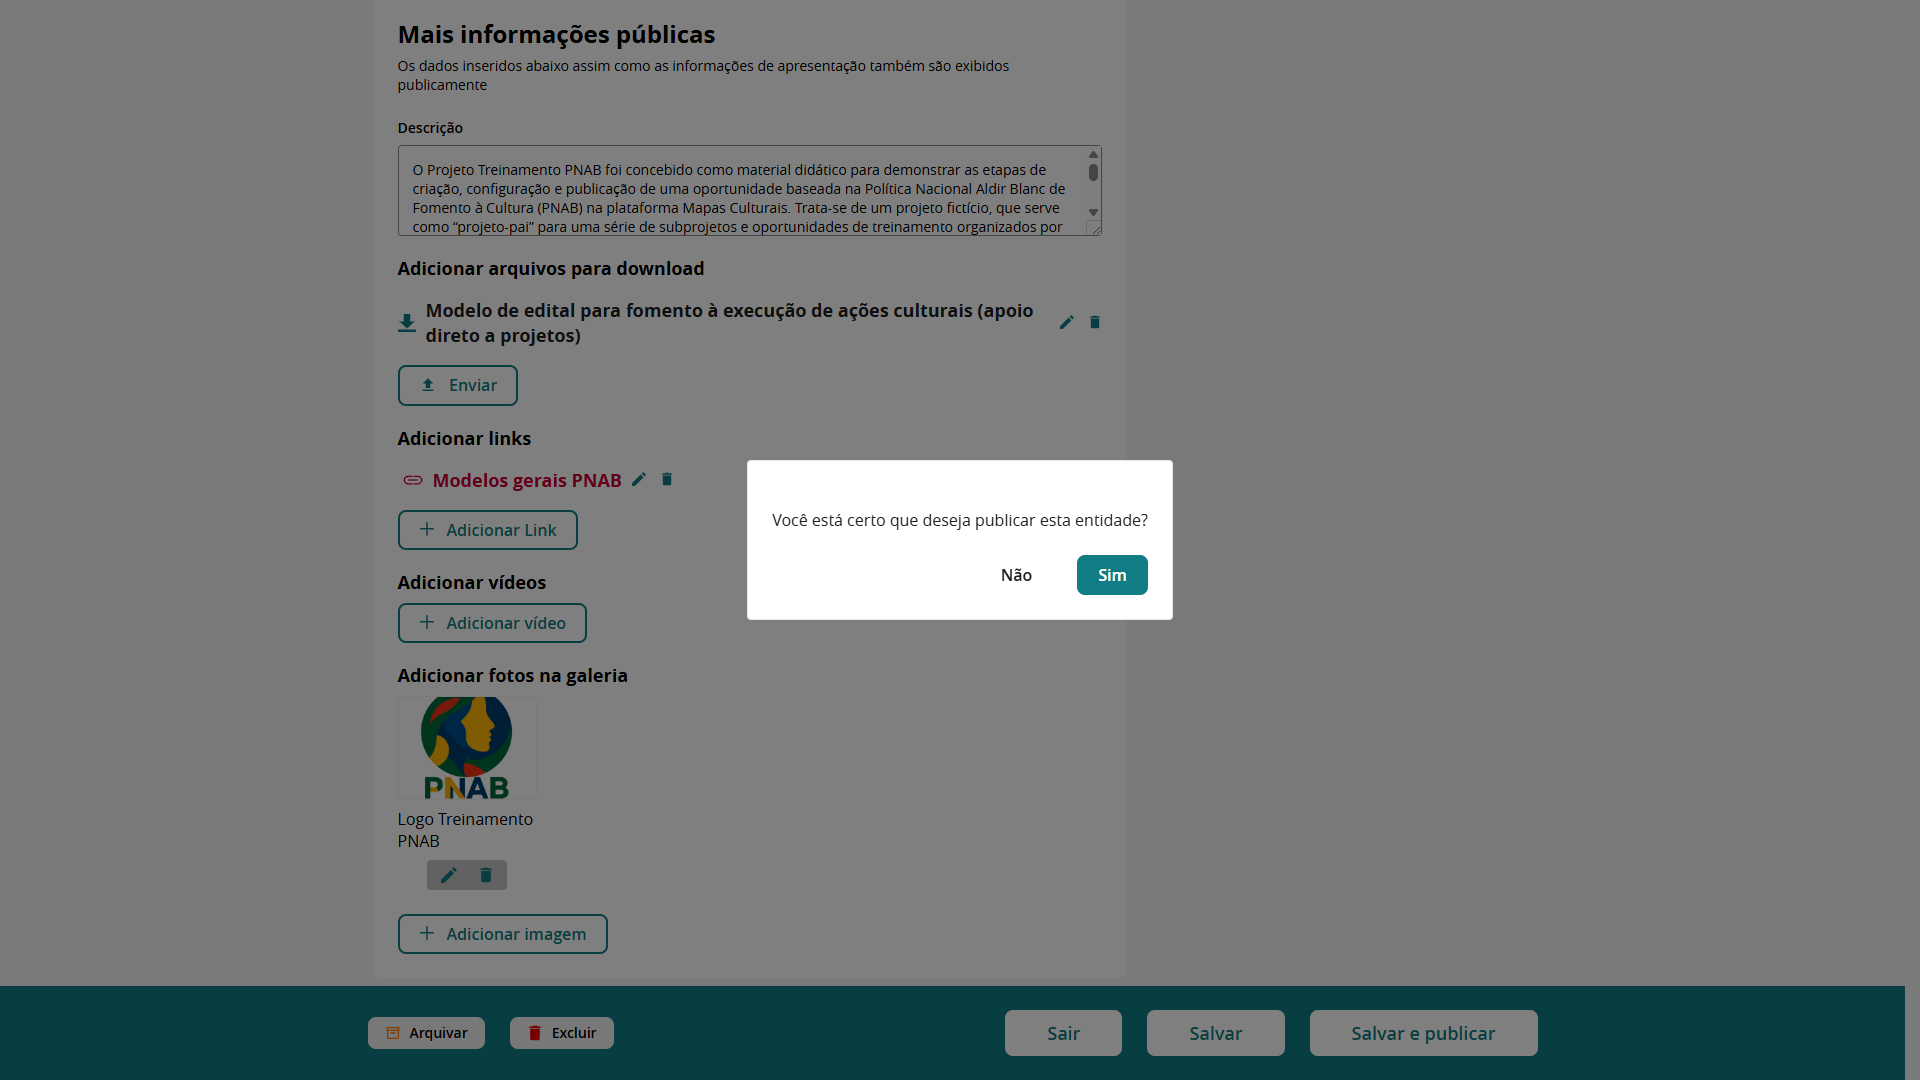 Mais informações públicas
Os dados inseridos abaixo assim como as informações de apresentação também são exibidos
publicamente
Descrição
O Projeto Treinamento PNAB foi concebido como material didático para demonstrar as etapas de
criação, configuração e publicação de uma oportunidade baseada na Política Nacional Aldir Blanc de
Fomento à Cultura (PNAB) na plataforma Mapas Culturais. Trata-se de um projeto fictício, que serve
como “projeto-pai” para uma série de subprojetos e oportunidades de treinamento organizados por
Adicionar arquivos para download
Modelo de edital para fomento à execução de ações culturais (apoio
direto a projetos)
Enviar
Adicionar links
Modelos gerais PNAB
Adicionar Link
Você está certo que deseja publicar esta entidade?
Não
Sim
Adicionar vídeos
Adicionar vídeo
Adicionar fotos na galeria
PNAB
Logo Treinamento
PNAB
Adicionar imagem
Arquivar
Excluir
Sair
Salvar
Salvar e publicar